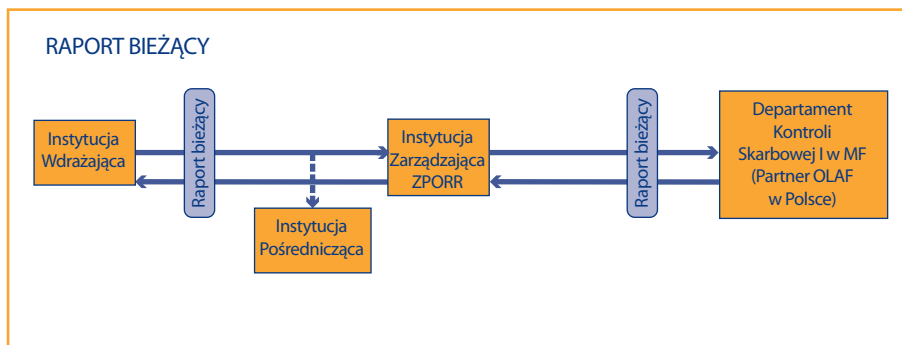 RAPORT BIEŻĄCY
Instytucja
Wdrażająca
Raport bieżący
Instytucja
Pośrednicząca
Instytucja
Zarządzająca
ZPORR
Raport bieżący
Departament
Kontroli
Skarbowej I w MF
(Partner OLAF
w Polsce)